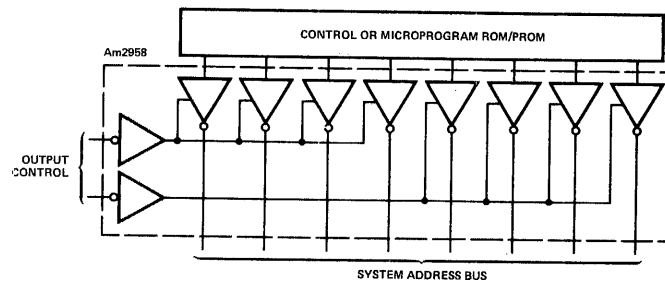 CONTROL OR MICROPROGRAM ROM/PROM
Am2958
OUTPUT
CONTROL
SYSTEM ADDRESS BUS